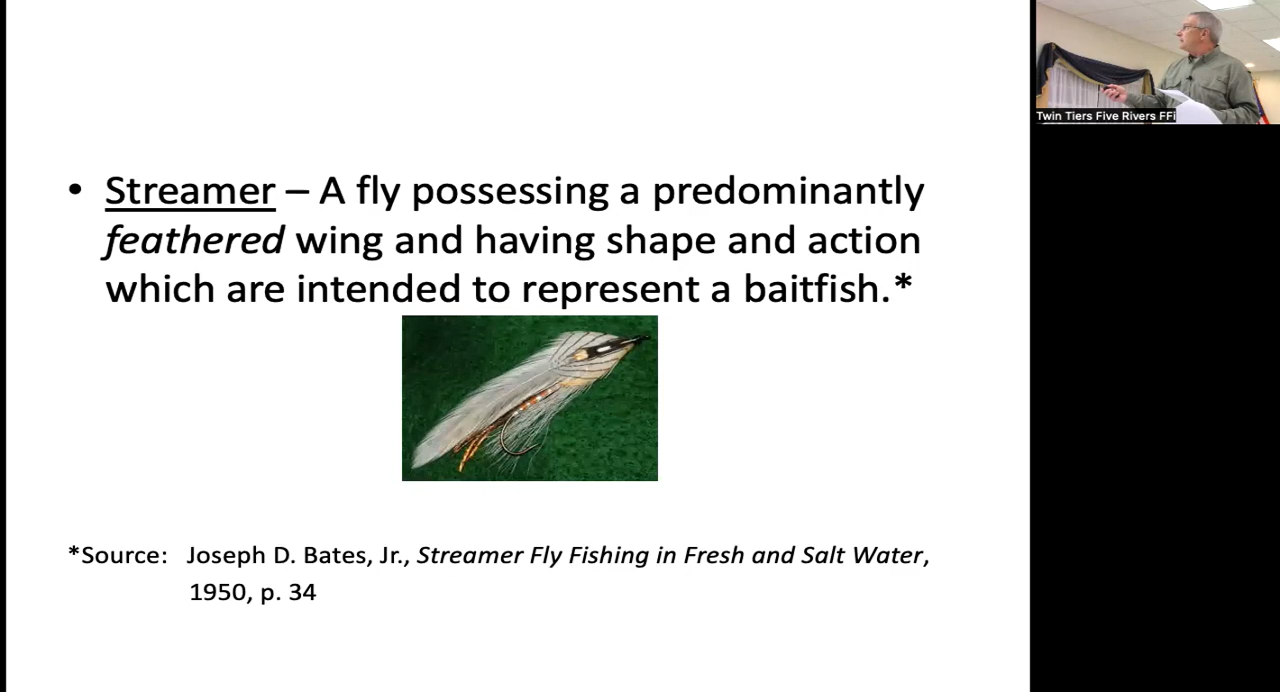 • Streamer – A fly possessing a predominantly
feathered wing and having shape and action
which are intended to represent a baitfish.*
*Source: Joseph D. Bates, Jr., Streamer Fly Fishing in Fresh and Salt Water,
1950, p. 34
Twin Tiers Five Rivers FFi